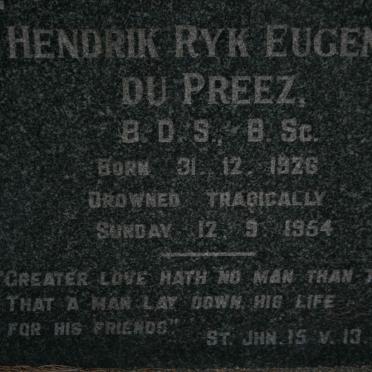 HENDRIK RYK EUGEN
DU PREEZ,
B. D. S., B. Sc.
BORN 31. 12. 1926
DROWNED TRAGICALLY
SUNDAY 12. 9. 1954
"GREATER LOVE HATH NO MAN THAN T
THAT A MAN LAY DOWN HIS LIFE
FOR HIS FRIENDS"
ST. JHN. 15 V. 13.